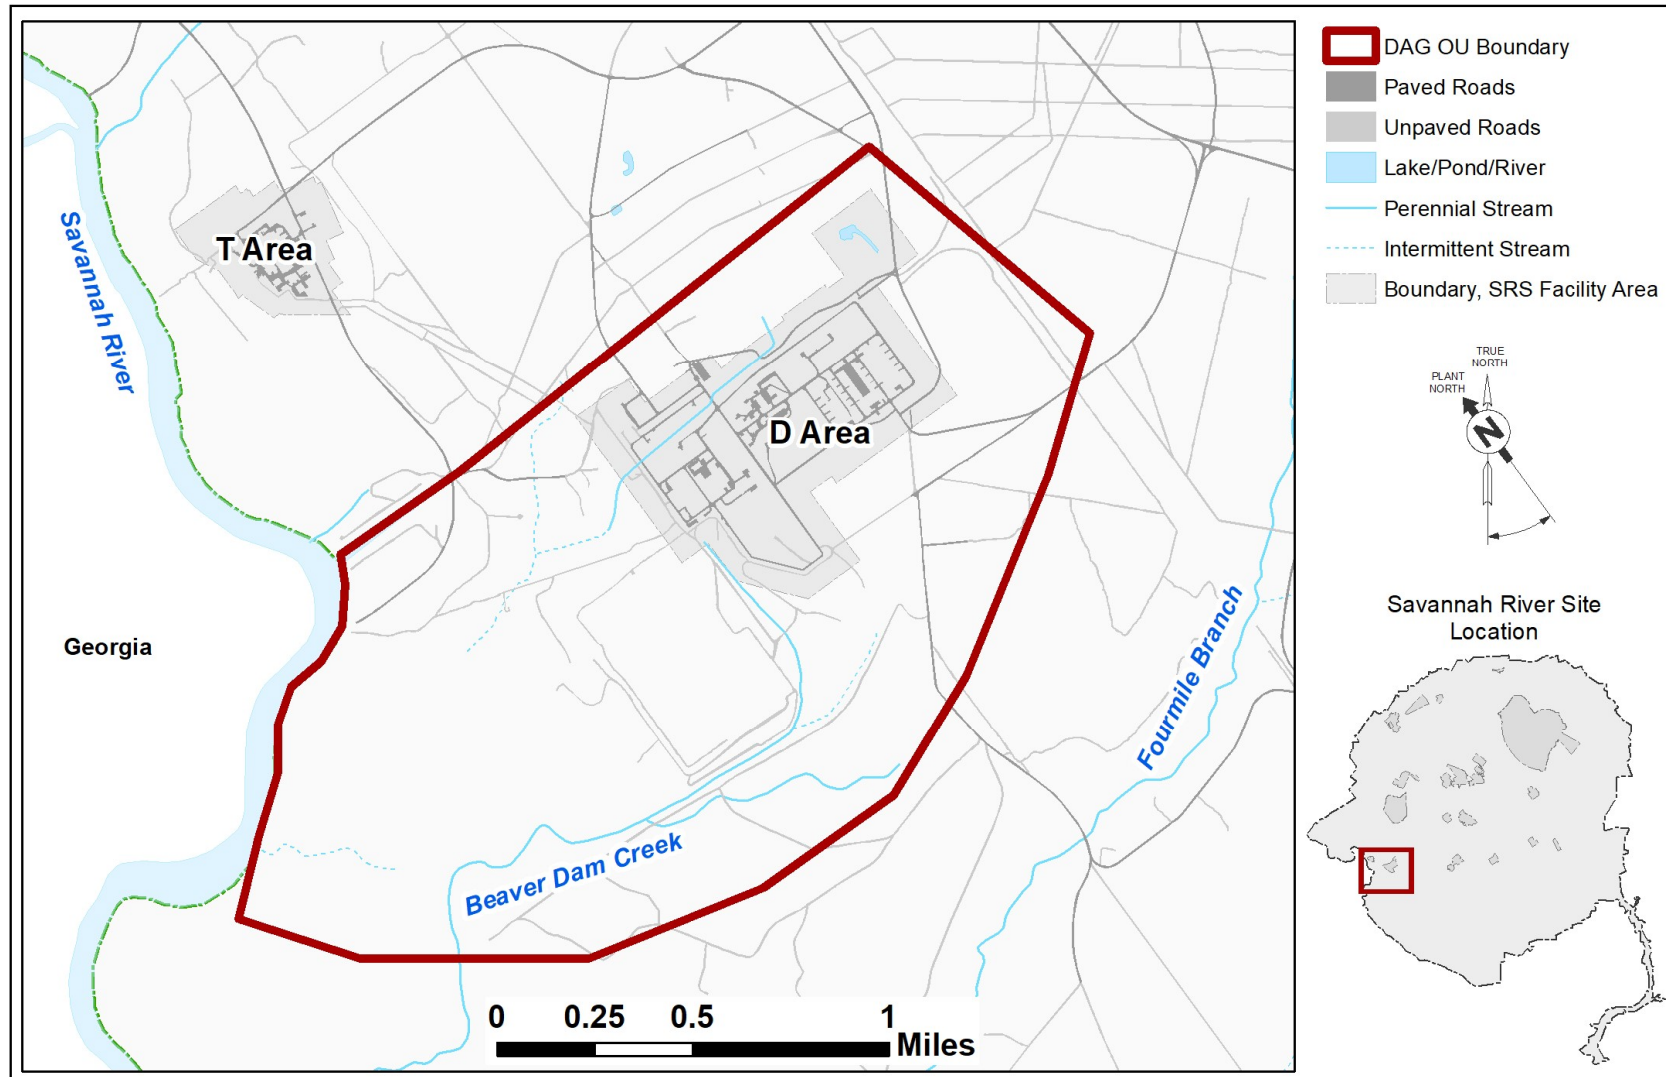 DAG OU Boundary
Paved Roads
Unpaved Roads
Lake/Pond/River
Perennial Stream
Intermittent Stream
Boundary, SRS Facility Area
TRUE
NORTH
PLANT
NORTH
N
Savannah River Site
Location
T Area
Savannah River
D Area
Georgia
Fourmile Branch
Beaver Dam Creek
0 0.25 0.5 1
Miles